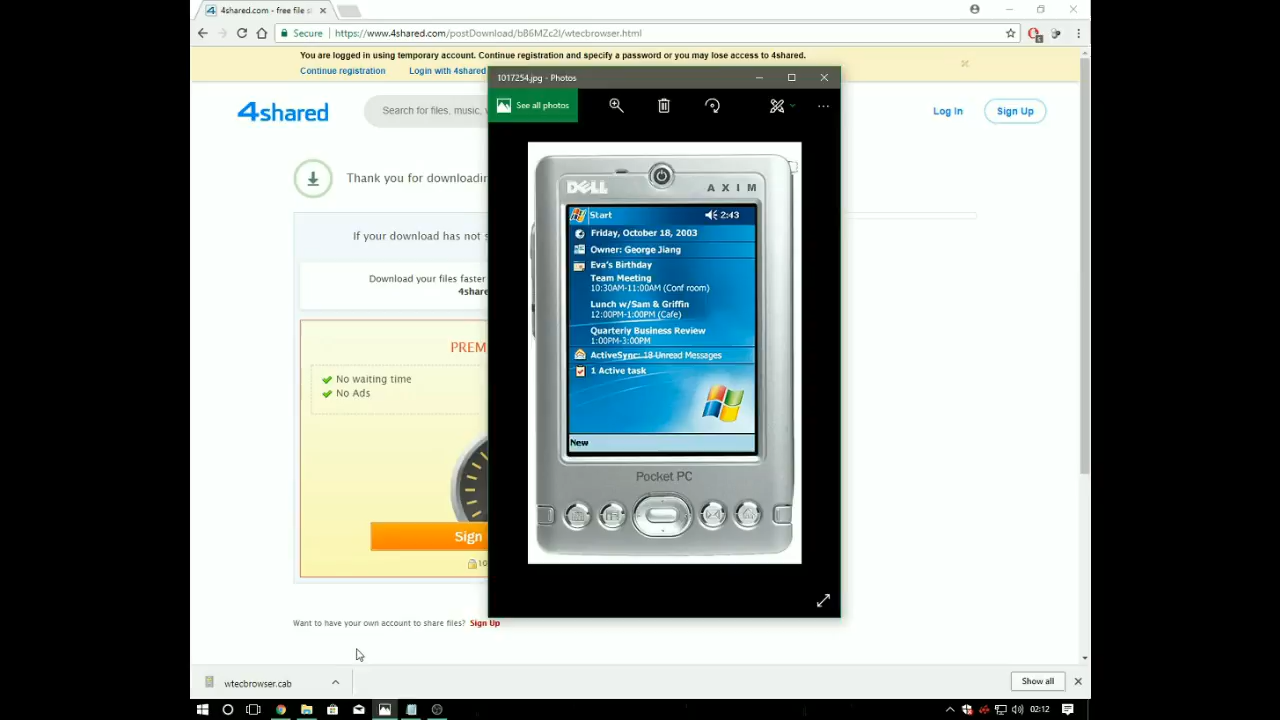 4shared.com - free file s
Secure
https://www.4shared.com/postDownload/b86MZc2I/wtecbrowser.html
You are logged in using temporary account. Continue registration and specify a password or you may lose access to 4shared.
Continue registration
Login with 4shared
4shared
Search for files, music,
Log In
Sign Up
Thank you for downloadin
If your download has not s
Download your files faster
4share
PREM
No waiting time
No Ads
Sign
10
Want to have your own account to share files? Sign Up
1017254.jpg - Photos
See all photos
DELL
AXIM
Start
2:43
Friday, October 18, 2003
Owner: George Jiang
Eva's Birthday
Team Meeting
10:30AM-11:00AM (Conf room)
Lunch w/Sam & Griffin
12:00PM-1:00PM (Cafe)
Quarterly Business Review
1:00PM-3:00PM
ActiveSync: 18 Unread Messages
1 Active task
New
Pocket PC
wtecbrowser.cab
Show all
02:12